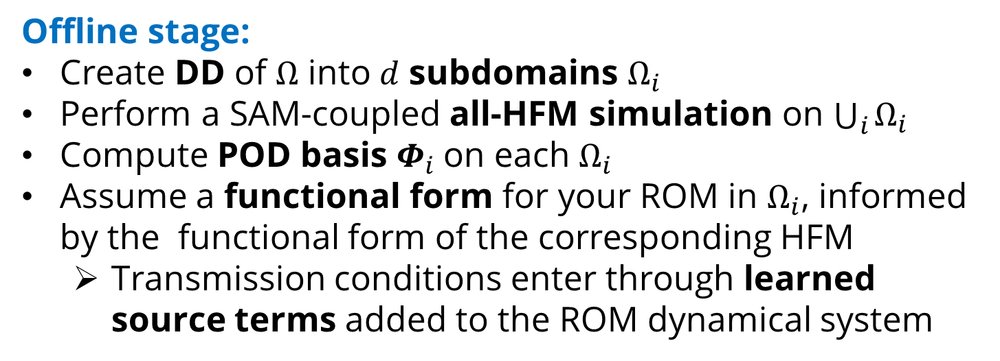 Offline stage:
• Create DD of Ω into d subdomains Ωᵢ
• Perform a SAM-coupled all-HFM simulation on ∪ᵢΩᵢ
• Compute POD basis Φᵢ on each Ωᵢ
• Assume a functional form for your ROM in Ωᵢ, informed
by the functional form of the corresponding HFM
➢ Transmission conditions enter through learned
source terms added to the ROM dynamical system